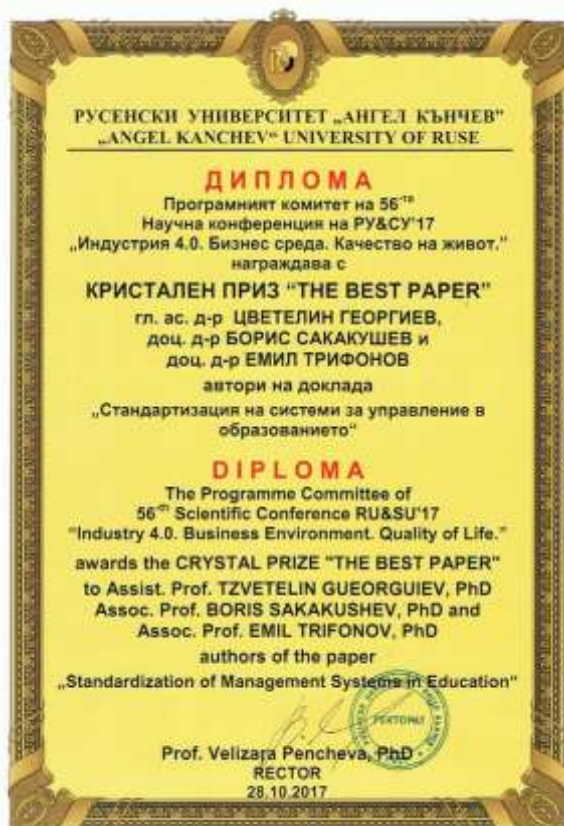 РУСЕНСКИ УНИВЕРСИТЕТ „АНГЕЛ КЪНЧЕВ"
„ANGEL KANCHEV" UNIVERSITY OF RUSE
ДИПЛОМА
Програмният комитет на 56-та
Научна конференция на РУ&СУ'17
„Индустрия 4.0. Бизнес среда. Качество на живот."
награждава с
КРИСТАЛЕН ПРИЗ "THE BEST PAPER"
гл. ас. д-р ЦВЕТЕЛИН ГЕОРГИЕВ,
доц. д-р БОРИС САКАКУШЕВ и
доц. д-р ЕМИЛ ТРИФОНОВ
автори на доклада
„Стандартизация на системи за управление в
образованието"
DIPLOMA
The Programme Committee of
56-th Scientific Conference RU&SU'17
"Industry 4.0. Business Environment. Quality of Life."
awards the CRYSTAL PRIZE "THE BEST PAPER"
to Assist. Prof. TZVETELIN GUEORGUIEV, PhD
Assoc. Prof. BORIS SAKAKUSHEV, PhD and
Assoc. Prof. EMIL TRIFONOV, PhD
authors of the paper
„Standardization of Management Systems in Education"
РЕКТОРАТ
Prof. Velizara Pencheva, PhD
RECTOR
28.10.2017